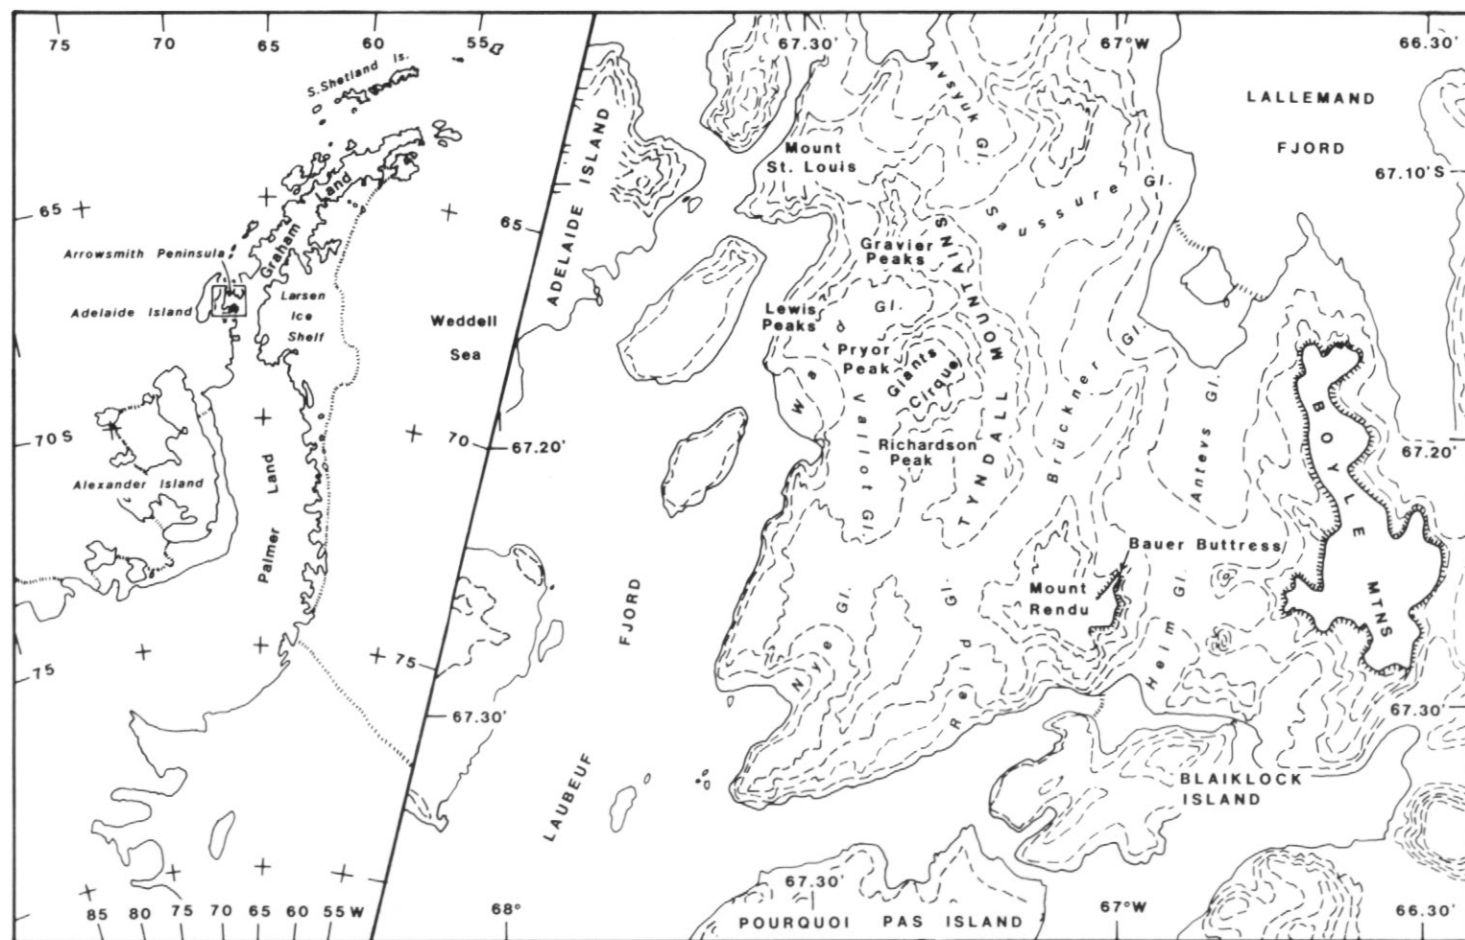 75 70 65 60 55
S. Shetland Is.
Graham Land
65
65
Arrowsmith Peninsula
Adelaide Island
Larsen
Ice
Shelf
Weddell
Sea
70 S
70
Alexander Island
Palmer Land
75
75
85 80 75 70 65 60 55 W
67.30' 67°W 66.30'
ADELAIDE ISLAND
Avsyuk Gl.
LALLEMAND
FJORD
Mount
St. Louis
67.10'S
Saussure Gl.
Gravier
Peaks
TYNDALL MOUNTAINS
Lewis
Peaks
Ward Gl.
Pryor
Peak
Giants
Cirque
Brückner Gl.
Vallot Gl.
Richardson
Peak
Antevs Gl.
BOYLE MTNS
67.20'
67.20'
Bauer Buttress
Mount
Rendu
Heim Gl.
Nye Gl.
Reid Gl.
67.30'
67.30'
LAUBEUF FJORD
BLAIKLOCK
ISLAND
67.30'
POURQUOI PAS ISLAND
68° 67°W 66.30'